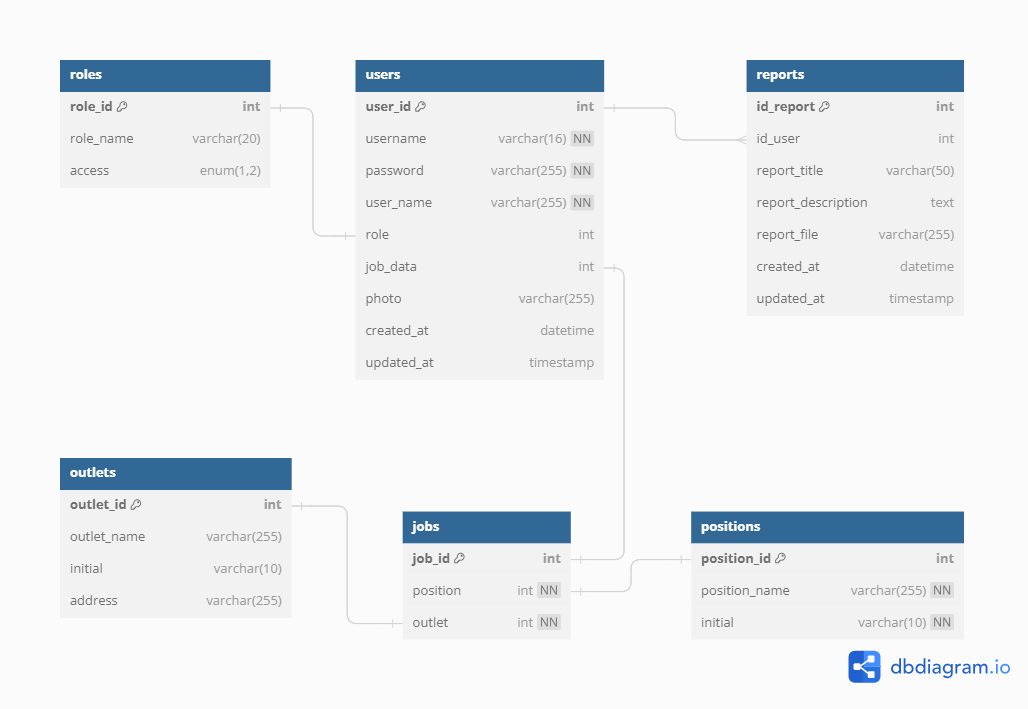 roles
role_id int
role_name varchar(20)
access enum(1,2)
users
user_id int
username varchar(16) NN
password varchar(255) NN
user_name varchar(255) NN
role int
job_data int
photo varchar(255)
created_at datetime
updated_at timestamp
reports
id_report int
id_user int
report_title varchar(50)
report_description text
report_file varchar(255)
created_at datetime
updated_at timestamp
outlets
outlet_id int
outlet_name varchar(255)
initial varchar(10)
address varchar(255)
jobs
job_id int
position int NN
outlet int NN
positions
position_id int
position_name varchar(255) NN
initial varchar(10) NN
dbdiagram.io